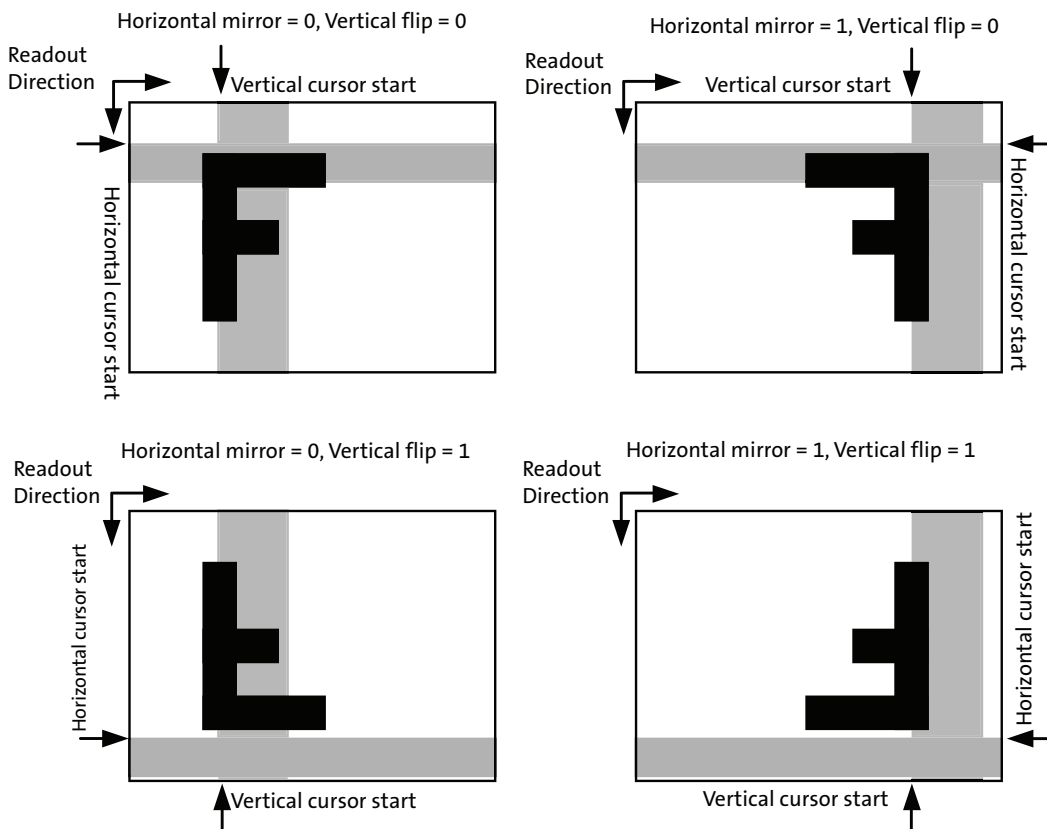 Horizontal mirror = 0, Vertical flip = 0
Readout
Direction
Vertical cursor start
Horizontal cursor start
Horizontal mirror = 1, Vertical flip = 0
Readout
Direction
Vertical cursor start
Horizontal cursor start
Horizontal mirror = 0, Vertical flip = 1
Readout
Direction
Horizontal cursor start
Vertical cursor start
Horizontal mirror = 1, Vertical flip = 1
Readout
Direction
Horizontal cursor start
Vertical cursor start